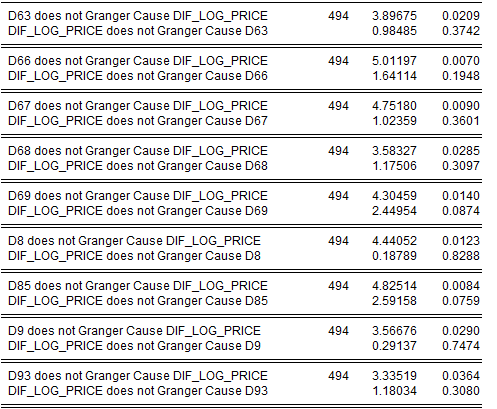 D63 does not Granger Cause DIF_LOG_PRICE 494 3.89675 0.0209
DIF_LOG_PRICE does not Granger Cause D63 0.98485 0.3742
D66 does not Granger Cause DIF_LOG_PRICE 494 5.01197 0.0070
DIF_LOG_PRICE does not Granger Cause D66 1.64114 0.1948
D67 does not Granger Cause DIF_LOG_PRICE 494 4.75180 0.0090
DIF_LOG_PRICE does not Granger Cause D67 1.02359 0.3601
D68 does not Granger Cause DIF_LOG_PRICE 494 3.58327 0.0285
DIF_LOG_PRICE does not Granger Cause D68 1.17506 0.3097
D69 does not Granger Cause DIF_LOG_PRICE 494 4.30459 0.0140
DIF_LOG_PRICE does not Granger Cause D69 2.44954 0.0874
D8 does not Granger Cause DIF_LOG_PRICE 494 4.44052 0.0123
DIF_LOG_PRICE does not Granger Cause D8 0.18789 0.8288
D85 does not Granger Cause DIF_LOG_PRICE 494 4.82514 0.0084
DIF_LOG_PRICE does not Granger Cause D85 2.59158 0.0759
D9 does not Granger Cause DIF_LOG_PRICE 494 3.56676 0.0290
DIF_LOG_PRICE does not Granger Cause D9 0.29137 0.7474
D93 does not Granger Cause DIF_LOG_PRICE 494 3.33519 0.0364
DIF_LOG_PRICE does not Granger Cause D93 1.18034 0.3080